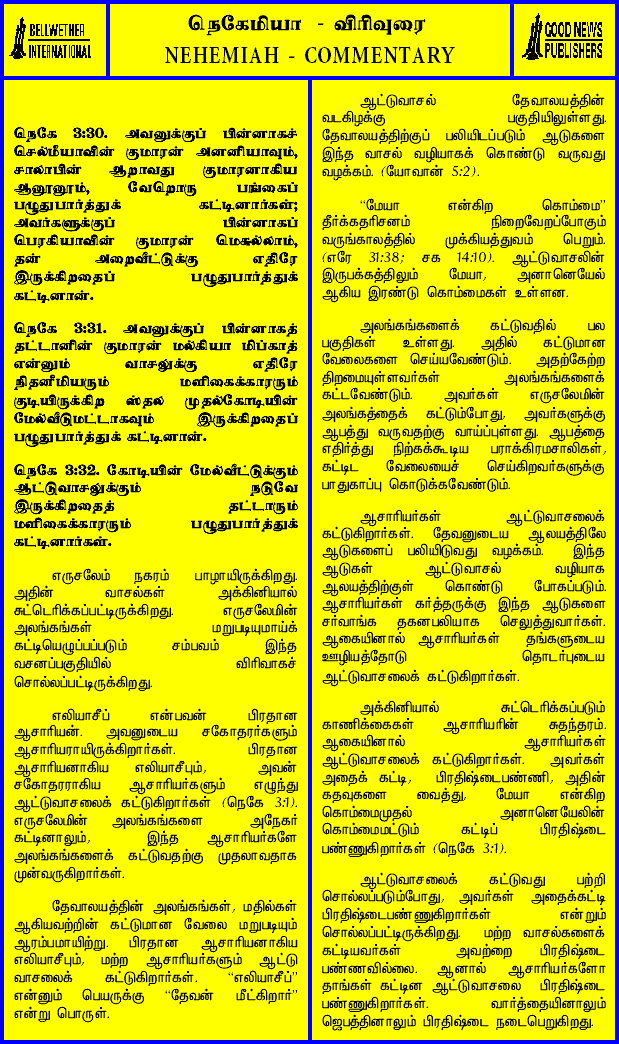 BELLWETHER
INTERNATIONAL
நெகேமியா - விரிவுரை
NEHEMIAH - COMMENTARY
GOOD NEWS
PUBLISHERS
நெகே 3:30. அவனுக்குப் பின்னாகச்
செல்மீயாவின் குமாரன் அனனியாவும்,
சாலாபின் ஆறாவது குமாரனாகிய
ஆனூனும், வேறொரு பங்கைப்
பழுதுபார்த்துக் கட்டினார்கள்;
அவர்களுக்குப் பின்னாகப்
பெரகியாவின் குமாரன் மெசுல்லாம்,
தன் அறைவீட்டுக்கு எதிரே
இருக்கிறதைப் பழுதுபார்த்துக்
கட்டினான்.
நெகே 3:31. அவனுக்குப் பின்னாகத்
தட்டானின் குமாரன் மல்கியா மிப்காத்
என்னும் வாசலுக்கு எதிரே
நிதனீமியரும் மளிகைக்காரரும்
குடியிருக்கிற ஸ்தல முதல்கோடியின்
மேல்வீடுமட்டாகவும் இருக்கிறதைப்
பழுதுபார்த்துக் கட்டினான்.
நெகே 3:32. கோடியின் மேல்வீட்டுக்கும்
ஆட்டுவாசலுக்கும் நடுவே
இருக்கிறதைத் தட்டாரும்
மளிகைக்காரரும் பழுதுபார்த்துக்
கட்டினார்கள்.
எருசலேம் நகரம் பாழாயிருக்கிறது.
அதின் வாசல்கள் அக்கினியால்
சுட்டெரிக்கப்பட்டிருக்கிறது. எருசலேமின்
அலங்கங்கள் மறுபடியுமாய்க்
கட்டியெழுப்பப்படும் சம்பவம் இந்த
வசனப்பகுதியில் விரிவாகச்
சொல்லப்பட்டிருக்கிறது.
எலியாசீப் என்பவன் பிரதான
ஆசாரியன். அவனுடைய சகோதரர்களும்
ஆசாரியராயிருக்கிறார்கள். பிரதான
ஆசாரியனாகிய எலியாசீபும், அவன்
சகோதரராகிய ஆசாரியர்களும் எழுந்து
ஆட்டுவாசலைக் கட்டுகிறார்கள் (நெகே 3:1).
எருசலேமின் அலங்கங்களை அநேகர்
கட்டினாலும், இந்த ஆசாரியர்களே
அலங்கங்களைக் கட்டுவதற்கு முதலாவதாக
முன்வருகிறார்கள்.
தேவாலயத்தின் அலங்கங்கள், மதில்கள்
ஆகியவற்றின் கட்டுமான வேலை மறுபடியும்
ஆரம்பமாயிற்று. பிரதான ஆசாரியனாகிய
எலியாசீபும், மற்ற ஆசாரியர்களும் ஆட்டு
வாசலைக் கட்டுகிறார்கள். "எலியாசீப்"
என்னும் பெயருக்கு "தேவன் மீட்கிறார்"
என்று பொருள்.
ஆட்டுவாசல் தேவாலயத்தின்
வடகிழக்கு பகுதியிலுள்ளது.
தேவாலயத்திற்குப் பலியிடப்படும் ஆடுகளை
இந்த வாசல் வழியாகக் கொண்டு வருவது
வழக்கம். (யோவான் 5:2).
"மேயா என்கிற கொம்மை"
தீர்க்கதரிசனம் நிறைவேறப்போகும்
வருங்காலத்தில் முக்கியத்துவம் பெறும்.
(எரே 31:38; சக 14:10). ஆட்டுவாசலின்
இருபக்கத்திலும் மேயா, அனானெயேல்
ஆகிய இரண்டு கொம்மைகள் உள்ளன.
அலங்கங்களைக் கட்டுவதில் பல
பகுதிகள் உள்ளது. அதில் கட்டுமான
வேலைகளை செய்யவேண்டும். அதற்கேற்ற
திறமையுள்ளவர்கள் அலங்கங்களைக்
கட்டவேண்டும். அவர்கள் எருசலேமின்
அலங்கத்தைக் கட்டும்போது, அவர்களுக்கு
ஆபத்து வருவதற்கு வாய்ப்புள்ளது. ஆபத்தை
எதிர்த்து நிற்கக்கூடிய பராக்கிரமசாலிகள்,
கட்டிட வேலையைச் செய்கிறவர்களுக்கு
பாதுகாப்பு கொடுக்கவேண்டும்.
ஆசாரியர்கள் ஆட்டுவாசலைக்
கட்டுகிறார்கள். தேவனுடைய ஆலயத்திலே
ஆடுகளைப் பலியிடுவது வழக்கம். இந்த
ஆடுகள் ஆட்டுவாசல் வழியாக
ஆலயத்திற்குள் கொண்டு போகப்படும்.
ஆசாரியர்கள் கர்த்தருக்கு இந்த ஆடுகளை
சர்வாங்க தகனபலியாக செலுத்துவார்கள்.
ஆகையினால் ஆசாரியர்கள் தங்களுடைய
ஊழியத்தோடு தொடர்புடைய
ஆட்டுவாசலைக் கட்டுகிறார்கள்.
அக்கினியால் சுட்டெரிக்கப்படும்
காணிக்கைகள் ஆசாரியரின் சுதந்தரம்.
ஆகையினால் ஆசாரியர்கள்
ஆட்டுவாசலைக் கட்டுகிறார்கள். அவர்கள்
அதைக் கட்டி, பிரதிஷ்டைபண்ணி, அதின்
கதவுகளை வைத்து, மேயா என்கிற
கொம்மைமுதல் அனானெயேலின்
கொம்மைமட்டும் கட்டிப் பிரதிஷ்டை
பண்ணுகிறார்கள் (நெகே 3:1).
ஆட்டுவாசலைக் கட்டுவது பற்றி
சொல்லப்படும்போது, அவர்கள் அதைக்கட்டி
பிரதிஷ்டைபண்ணுகிறார்கள் என்றும்
சொல்லப்பட்டிருக்கிறது. மற்ற வாசல்களைக்
கட்டியவர்கள் அவற்றை பிரதிஷ்டை
பண்ணவில்லை. ஆனால் ஆசாரியர்களோ
தாங்கள் கட்டின ஆட்டுவாசலை பிரதிஷ்டை
பண்ணுகிறார்கள். வார்த்தையினாலும்
ஜெபத்தினாலும் பிரதிஷ்டை நடைபெறுகிறது.